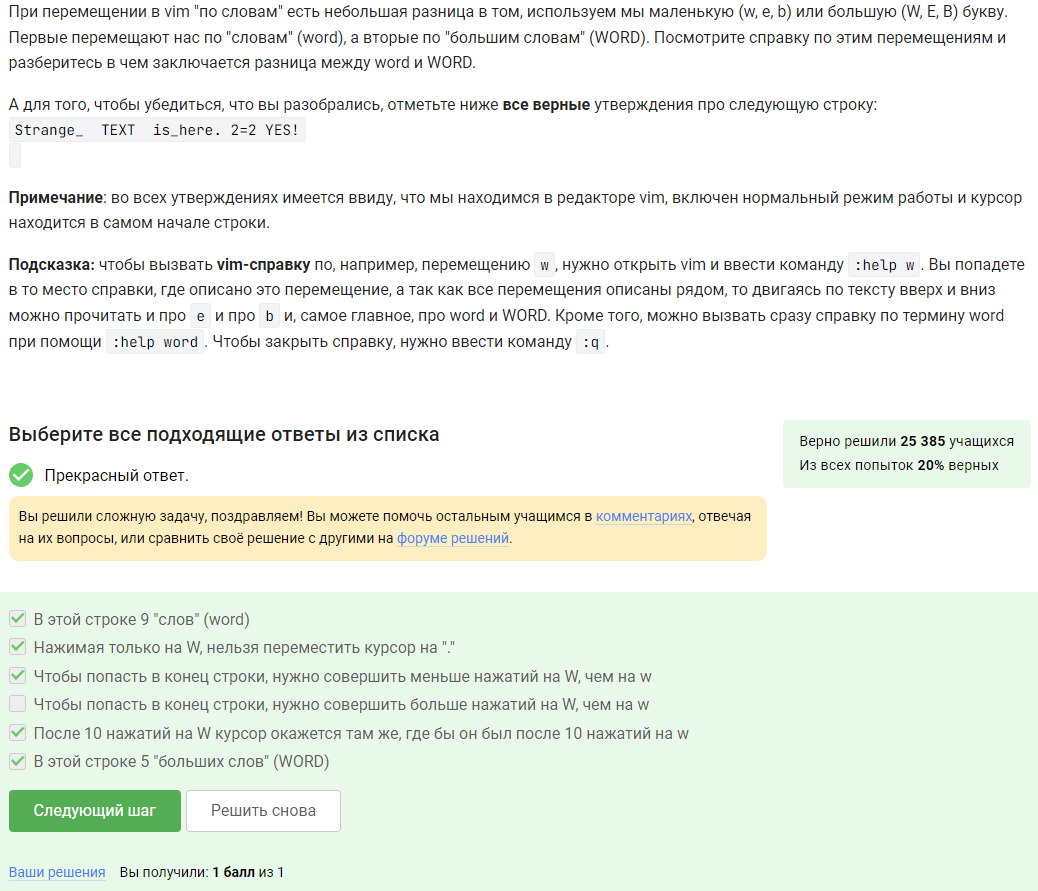 При перемещении в vim "по словам" есть небольшая разница в том, используем мы маленькую (w, e, b) или большую (W, E, B) букву.
Первые перемещают нас по "словам" (word), а вторые по "большим словам" (WORD). Посмотрите справку по этим перемещениям и
разберитесь в чем заключается разница между word и WORD.
А для того, чтобы убедиться, что вы разобрались, отметьте ниже все верные утверждения про следующую строку:
Strange_  TEXT  is_here. 2=2 YES!
Примечание: во всех утверждениях имеется ввиду, что мы находимся в редакторе vim, включен нормальный режим работы и курсор
находится в самом начале строки.
Подсказка: чтобы вызвать vim-справку по, например, перемещению w, нужно открыть vim и ввести команду :help w. Вы попадете
в то место справки, где описано это перемещение, а так как все перемещения описаны рядом, то двигаясь по тексту вверх и вниз
можно прочитать и про e и про b и, самое главное, про word и WORD. Кроме того, можно вызвать сразу справку по термину word
при помощи :help word. Чтобы закрыть справку, нужно ввести команду :q.
Выберите все подходящие ответы из списка
Верно решили 25 385 учащихся
Из всех попыток 20% верных
Прекрасный ответ.
Вы решили сложную задачу, поздравляем! Вы можете помочь остальным учащимся в комментариях, отвечая
на их вопросы, или сравнить своё решение с другими на форуме решений.
В этой строке 9 "слов" (word)
Нажимая только на W, нельзя переместить курсор на "."
Чтобы попасть в конец строки, нужно совершить меньше нажатий на W, чем на w
Чтобы попасть в конец строки, нужно совершить больше нажатий на W, чем на w
После 10 нажатий на W курсор окажется там же, где бы он был после 10 нажатий на w
В этой строке 5 "больших слов" (WORD)
Следующий шаг
Решить снова
Ваши решения Вы получили: 1 балл из 1